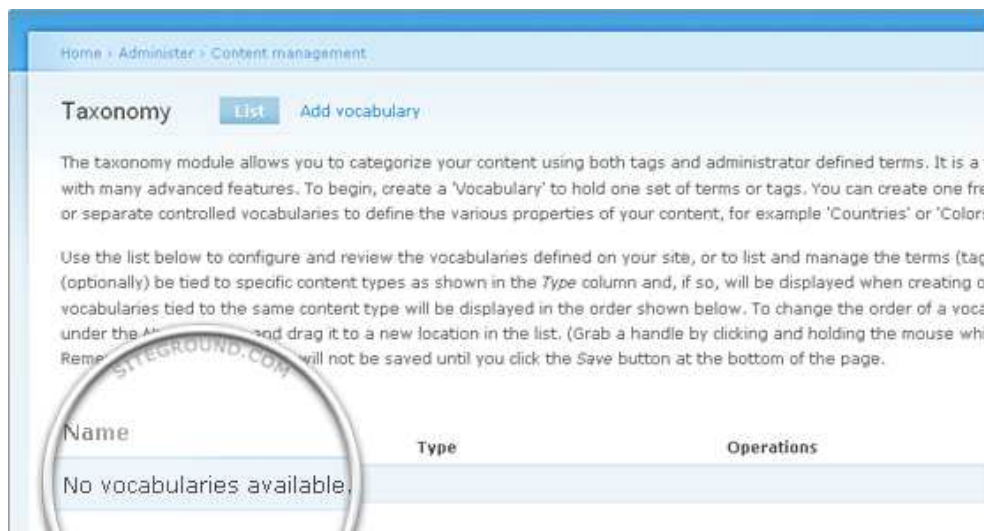 Home › Administer › Content management
Taxonomy List Add vocabulary
The taxonomy module allows you to categorize your content using both tags and administrator defined terms. It is a
with many advanced features. To begin, create a 'Vocabulary' to hold one set of terms or tags. You can create one
or separate controlled vocabularies to define the various properties of your content, for example 'Countries' or 'Colors
Use the list below to configure and review the vocabularies defined on your site, or to list and manage the terms
(optionally) be tied to specific content types as shown in the Type column and, if so, will be displayed when creating
vocabularies tied to the same content type will be displayed in the order shown below. To change the order of a
under the and drag it to a new location in the list. (Grab a handle by clicking and holding the mouse
will not be saved until you click the Save button at the bottom of the page.
SITEGROUND.COM
Name Type Operations
No vocabularies available.